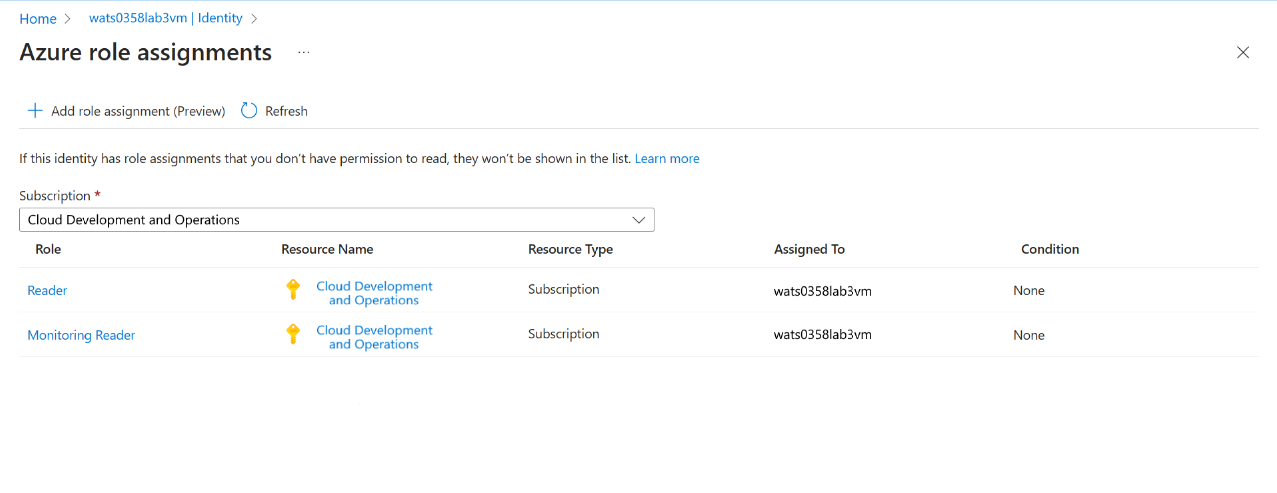 Home > wats0358lab3vm | Identity >
Azure role assignments ...
Add role assignment (Preview) Refresh
If this identity has role assignments that you don't have permission to read, they won't be shown in the list. Learn more
Subscription *
Cloud Development and Operations
Role Resource Name Resource Type Assigned To Condition
Reader Cloud Development and Operations Subscription wats0358lab3vm None
Monitoring Reader Cloud Development and Operations Subscription wats0358lab3vm None